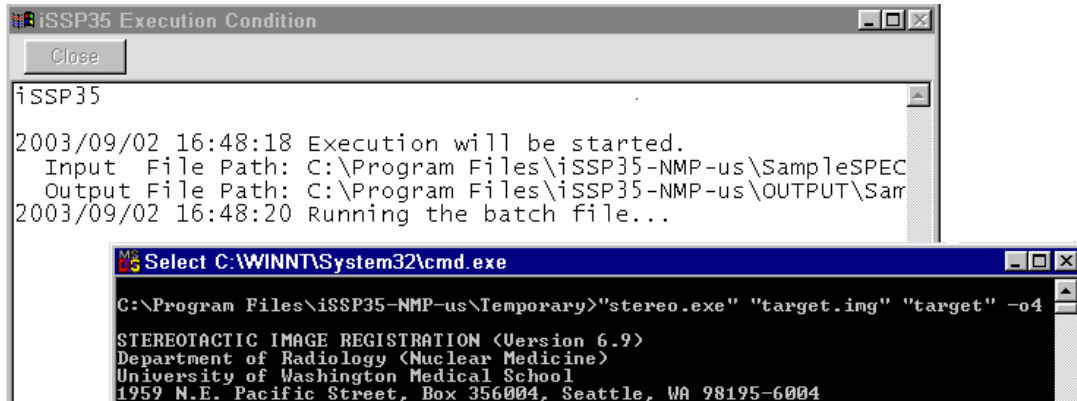 iSSP35 Execution Condition
Close
iSSP35
2003/09/02 16:48:18 Execution will be started.
Input File Path: C:\Program Files\iSSP35-NMP-us\SampleSPEC
Output File Path: C:\Program Files\iSSP35-NMP-us\OUTPUT\Sam
2003/09/02 16:48:20 Running the batch file...
Select C:\WINNT\System32\cmd.exe
C:\Program Files\iSSP35-NMP-us\Temporary>"stereo.exe" "target.img" "target" -o4
STEREOTACTIC IMAGE REGISTRATION (Version 6.9)
Department of Radiology (Nuclear Medicine)
University of Washington Medical School
1959 N.E. Pacific Street, Box 356004, Seattle, WA 98195-6004